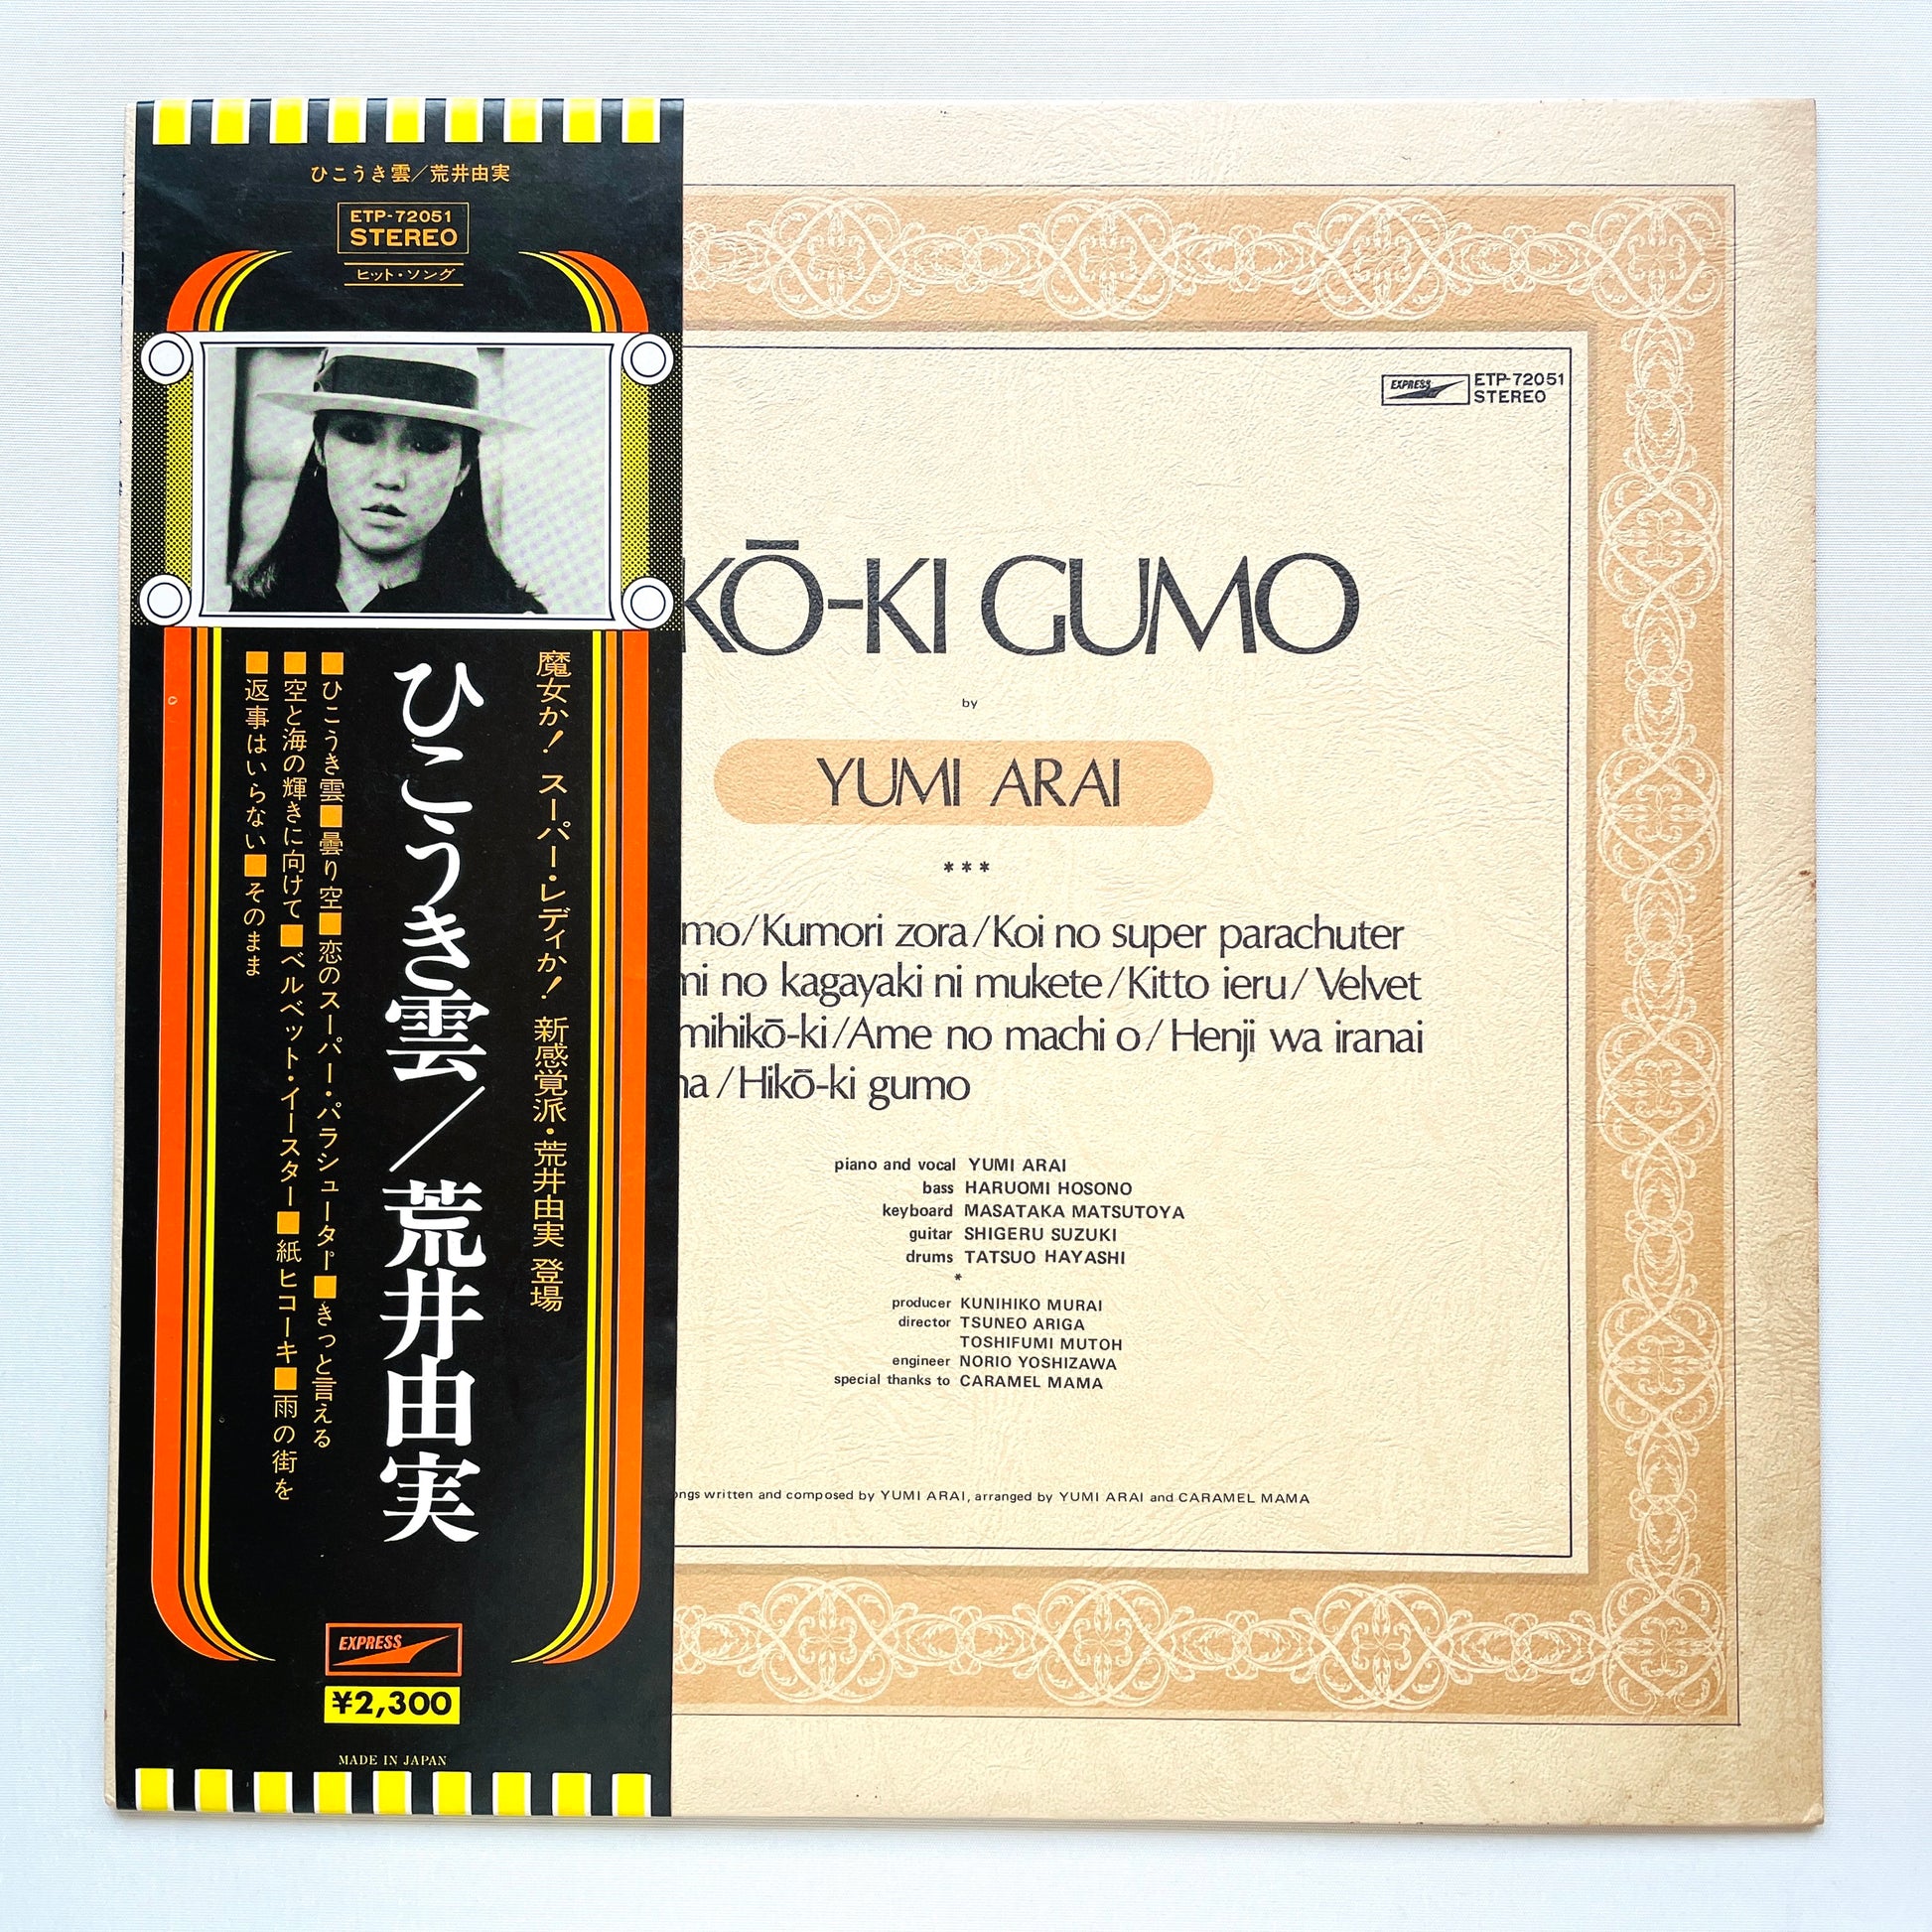 ひこうき雲／荒井由実
ETP-72051
STEREO
ヒット・ソング
魔女か！スーパー・レディか！新感覚派・荒井由実 登場
ひこうき雲／荒井由実
■ひこうき雲■曇り空■恋のスーパー・パラシューター■きっと言える
■空と海の輝きに向けて■ベルベット・イースター■紙ヒコーキ■雨の街を
■返事はいらない■そのまま
EXPRESS
¥2,300
MADE IN JAPAN
EXPRESS
ETP-72051
STEREO
KŌ-KI GUMO
by
YUMI ARAI
***
mo/Kumori zora/Koi no super parachuter
mi no kagayaki ni mukete/Kitto ieru/Velvet
mihikō-ki/Ame no machi o/Henji wa iranai
na/Hikō-ki gumo
piano and vocal YUMI ARAI
bass HARUOMI HOSONO
keyboard MASATAKA MATSUTOYA
guitar SHIGERU SUZUKI
drums TATSUO HAYASHI
*
producer KUNIHIKO MURAI
director TSUNEO ARIGA
TOSHIFUMI MUTOH
engineer NORIO YOSHIZAWA
special thanks to CARAMEL MAMA
ongs written and composed by YUMI ARAI, arranged by YUMI ARAI and CARAMEL MAMA